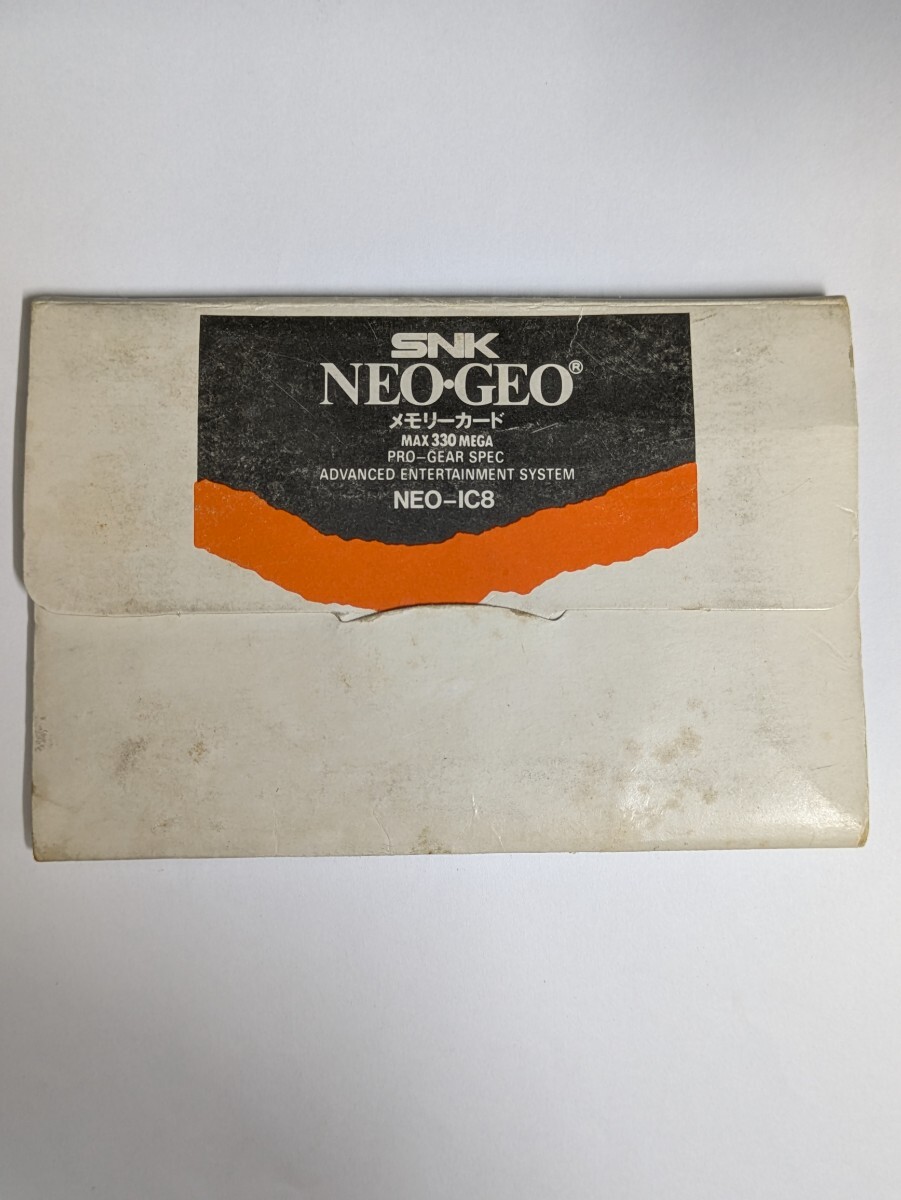 SNK
NEO•GEO®
メモリーカード
MAX 330 MEGA
PRO-GEAR SPEC
ADVANCED ENTERTAINMENT SYSTEM
NEO-IC8